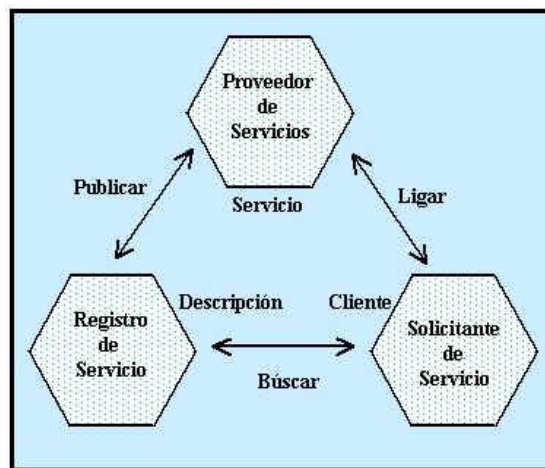 Proveedor
de
Servicios
Publicar
Ligar
Servicio
Descripción
Cliente
Registro
de
Servicio
Solicitante
de
Servicio
Búscar